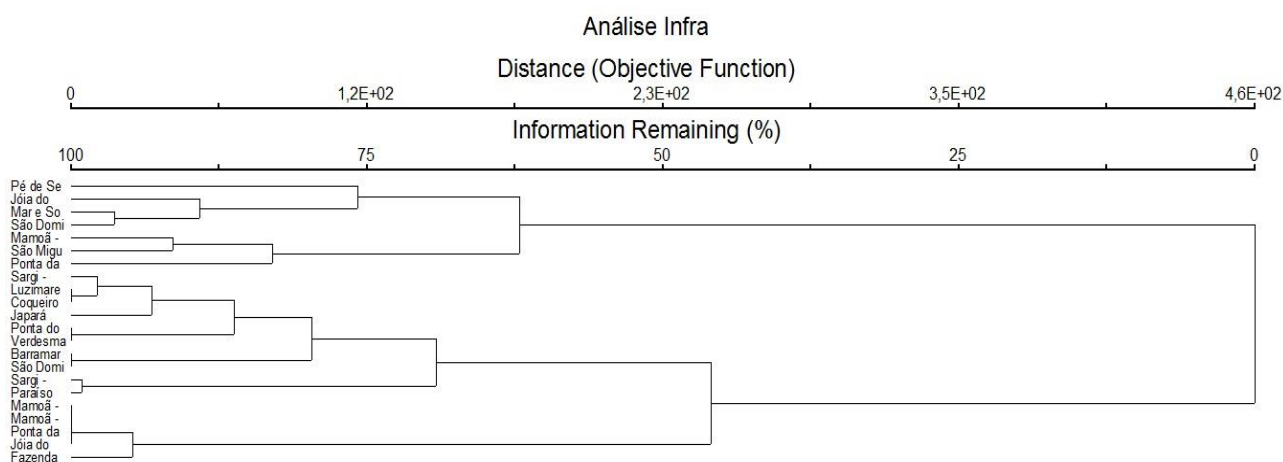 Análise Infra
Distance (Objective Function)
0 1,2E+02 2,3E+02 3,5E+02 4,6E+02
Information Remaining (%)
100 75 50 25 0
Pé de Se
Jóia do
Mar e So
São Domi
Mamoã -
São Migu
Ponta da
Sargi -
Luzimare
Coqueiro
Japará
Ponta do
Verdesma
Barramar
São Domi
Sargi -
Paraíso
Mamoã -
Mamoã -
Ponta da
Jóia do
Fazenda